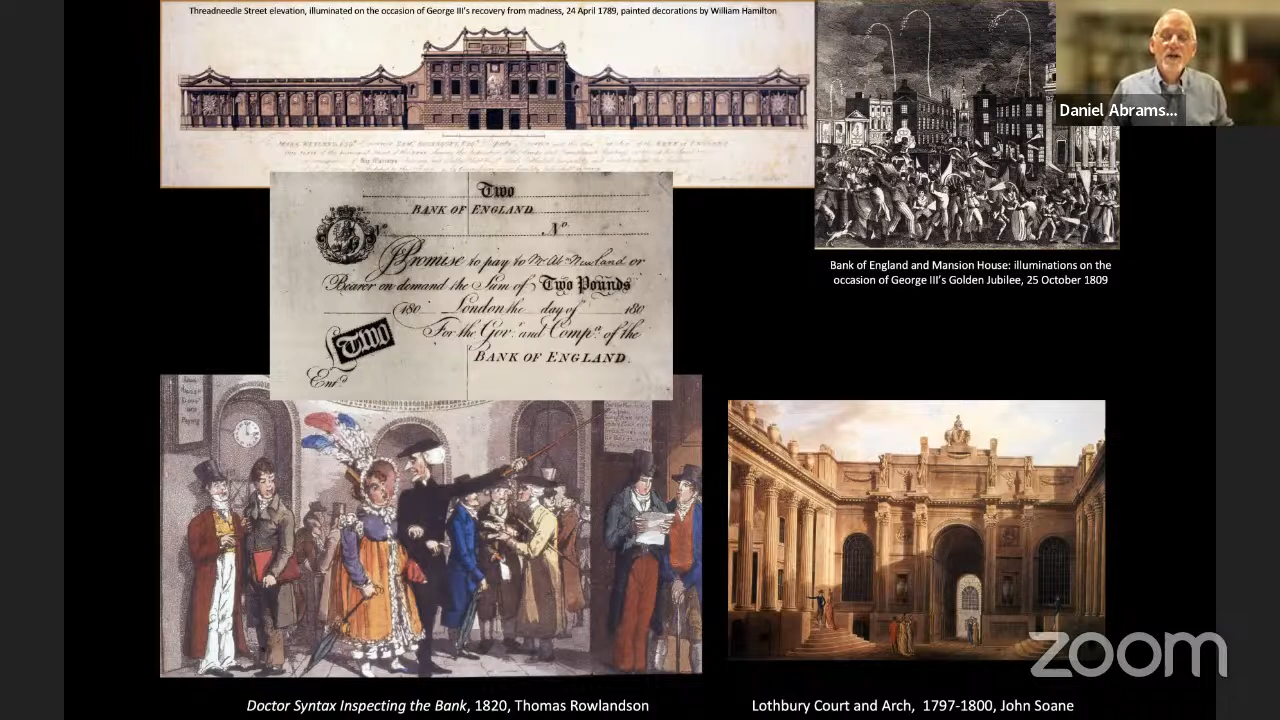 Threadneedle Street elevation, illuminated on the occasion of George III's recovery from madness, 24 April 1789, painted decorations by William Hamilton
Daniel Abrams...
Two
BANK OF ENGLAND
Nº
Promise to pay to Mr Ab. Newland or
Bearer on demand the Sum of Two Pounds
180 London the day of 180
For the Govr. and Compa. of the
TWO
BANK OF ENGLAND.
Entd
Bank of England and Mansion House: illuminations on the
occasion of George III's Golden Jubilee, 25 October 1809
zoom
Doctor Syntax Inspecting the Bank, 1820, Thomas Rowlandson
Lothbury Court and Arch, 1797-1800, John Soane